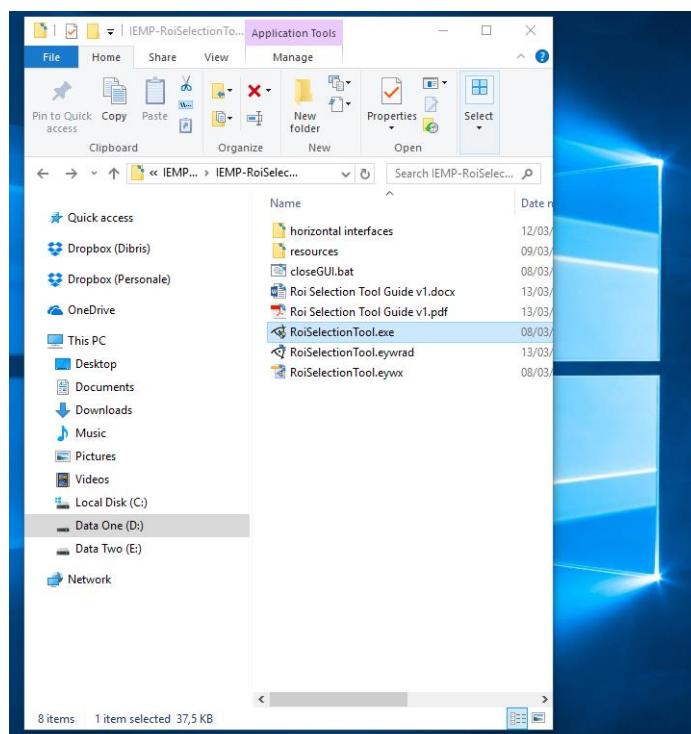 IEMP-RoiSelectionTo... Application Tools
File Home Share View Manage
Pin to Quick access
Copy
Paste
New folder
Properties
Select
Clipboard Organize New Open
« IEMP... › IEMP-RoiSelec... Search IEMP-RoiSelec...
Name Date n
Quick access
Dropbox (Dibris)
Dropbox (Personale)
OneDrive
This PC
Desktop
Documents
Downloads
Music
Pictures
Videos
Local Disk (C:)
Data One (D:)
Data Two (E:)
Network
horizontal interfaces 12/03/
resources 09/03/
closeGUI.bat 08/03/
Roi Selection Tool Guide v1.docx 13/03/
Roi Selection Tool Guide v1.pdf 13/03/
RoiSelectionTool.exe 08/03/
RoiSelectionTool.eywrad 13/03/
RoiSelectionTool.eywx 08/03/
8 items 1 item selected 37,5 KB